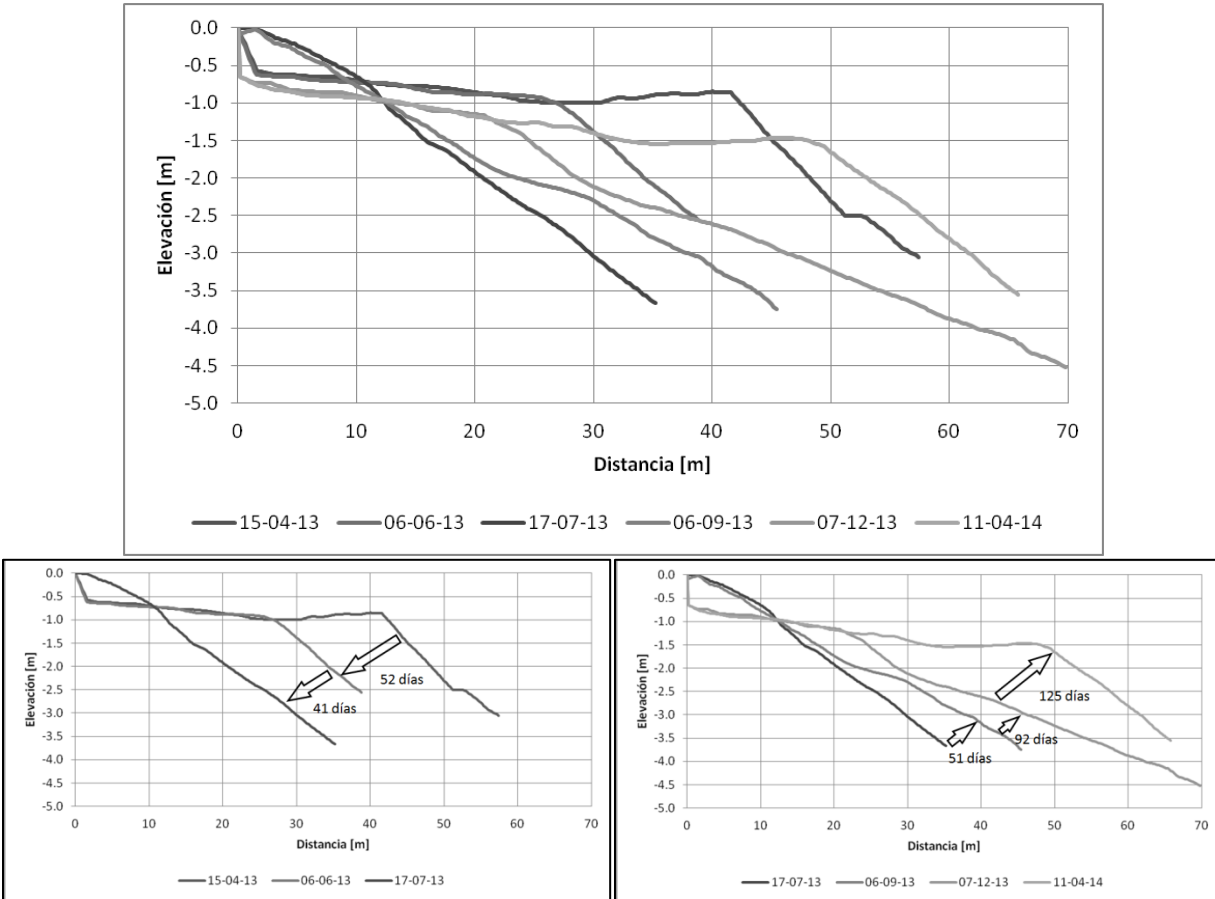 0.0
-0.5
-1.0
-1.5
-2.0
-2.5
-3.0
-3.5
-4.0
-4.5
-5.0
Elevación [m]
0 10 20 30 40 50 60 70
Distancia [m]
15-04-13 06-06-13 17-07-13 06-09-13 07-12-13 11-04-14
0.0
-0.5
-1.0
-1.5
-2.0
-2.5
-3.0
-3.5
-4.0
-4.5
-5.0
Elevación [m]
52 días
41 días
0 10 20 30 40 50 60 70
Distancia [m]
15-04-13 06-06-13 17-07-13
0.0
-0.5
-1.0
-1.5
-2.0
-2.5
-3.0
-3.5
-4.0
-4.5
-5.0
Elevación [m]
125 días
92 días
51 días
0 10 20 30 40 50 60 70
Distancia [m]
17-07-13 06-09-13 07-12-13 11-04-14